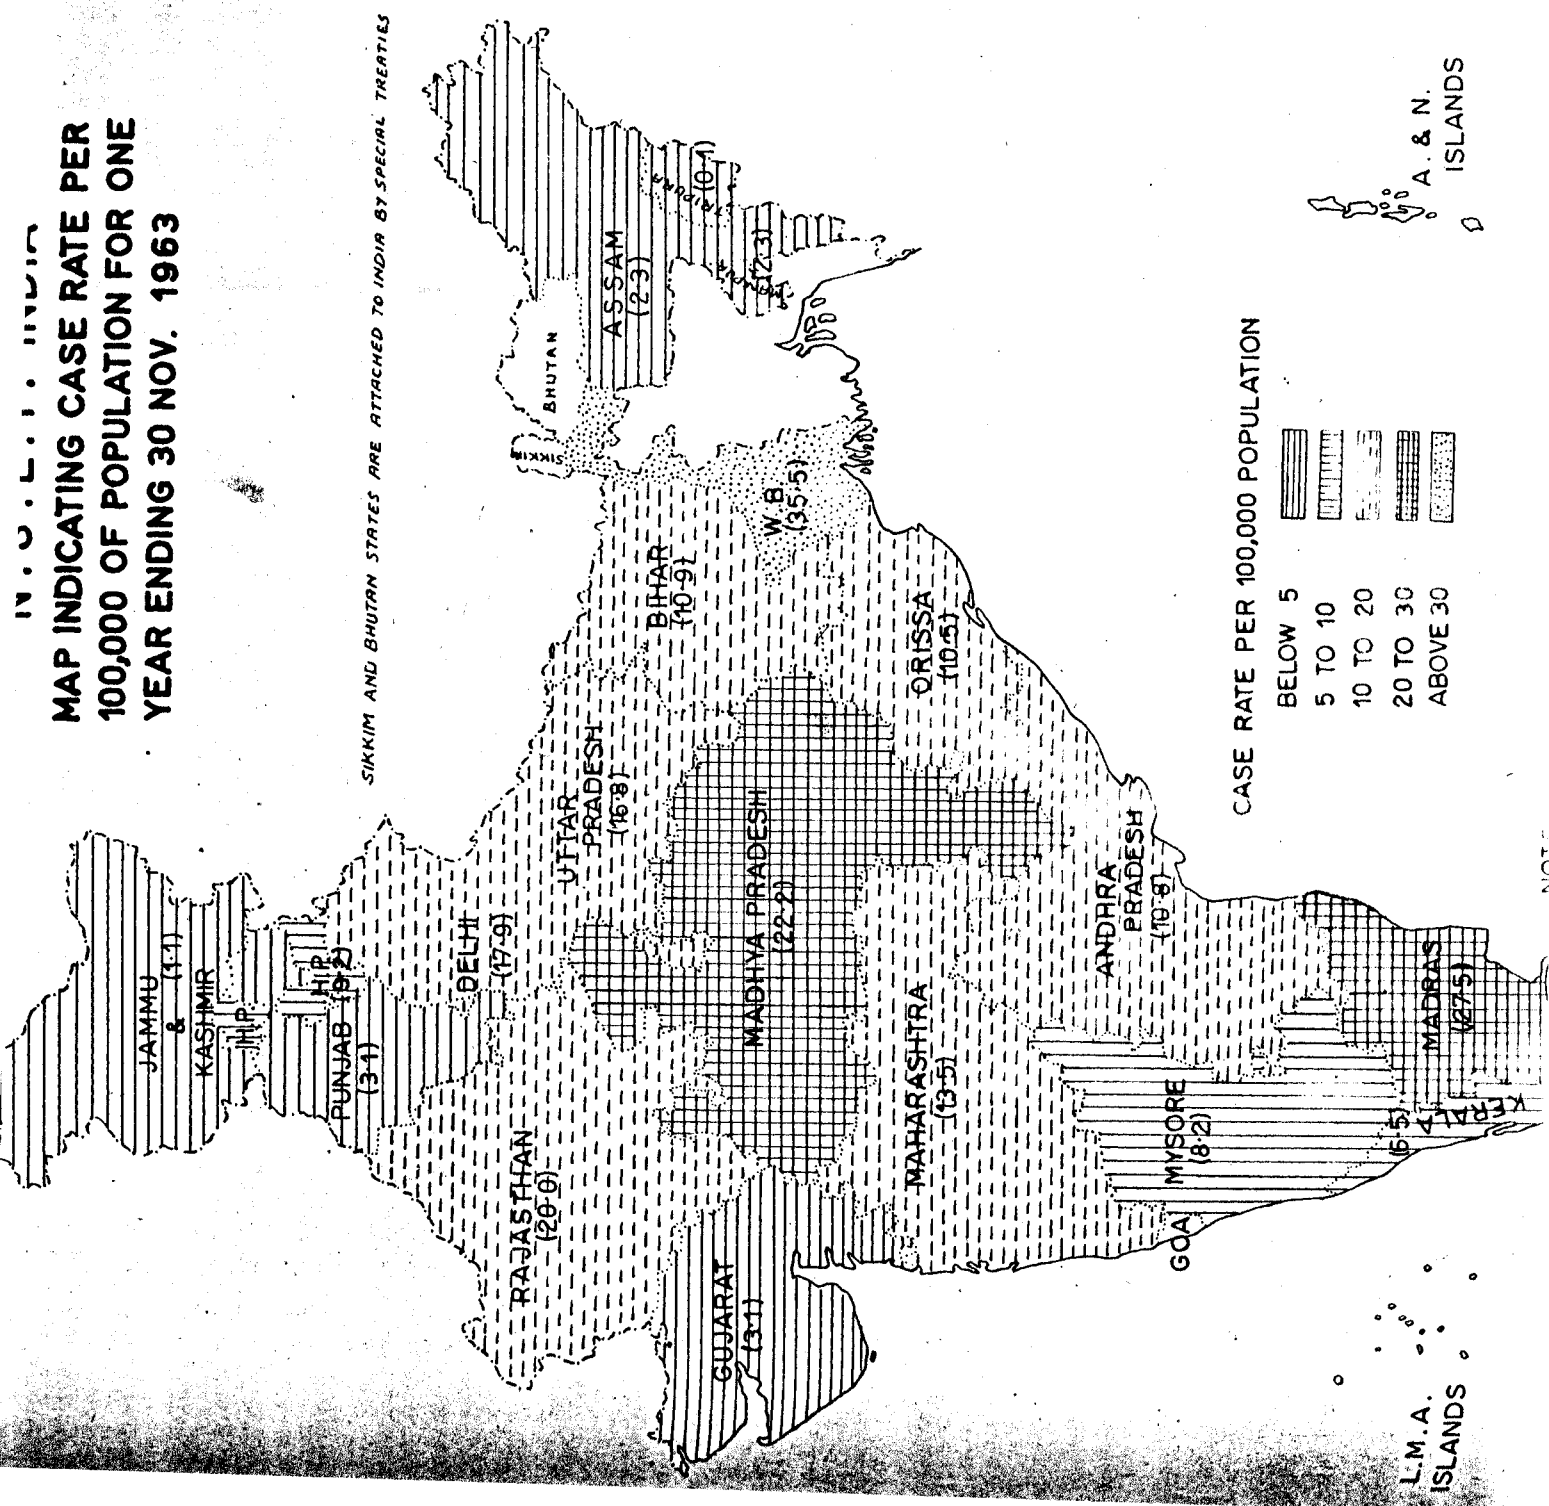 MAP INDICATING CASE RATE PER
100,000 OF POPULATION FOR ONE
YEAR ENDING 30 NOV. 1963
SIKKIM AND BHUTAN STATES ARE ATTACHED TO INDIA BY SPECIAL TREATIES
JAMMU
&
KASHMIR
(1·1)
H.P.
H.P.
(9·2)
PUNJAB
(3·1)
DELHI
(17·9)
UTTAR
PRADESH
(16·8)
RAJASTHAN
(20·0)
GUJARAT
(3·1)
MADHYA PRADESH
(22·2)
BIHAR
(10·9)
SIKKIM
BHUTAN
ASSAM
(2·3)
TRIPURA
(0·1)
MANIPUR
(2·3)
W.B.
(35·5)
ORISSA
(10·5)
MAHARASHTRA
(13·5)
ANDHRA
PRADESH
(10·8)
GOA
MYSORE
(8·2)
MADRAS
(27·5)
KERALA
(6·5)
L.M.A.
ISLANDS
A. & N.
ISLANDS
CASE RATE PER 100,000 POPULATION
BELOW 5
5 TO 10
10 TO 20
20 TO 30
ABOVE 30